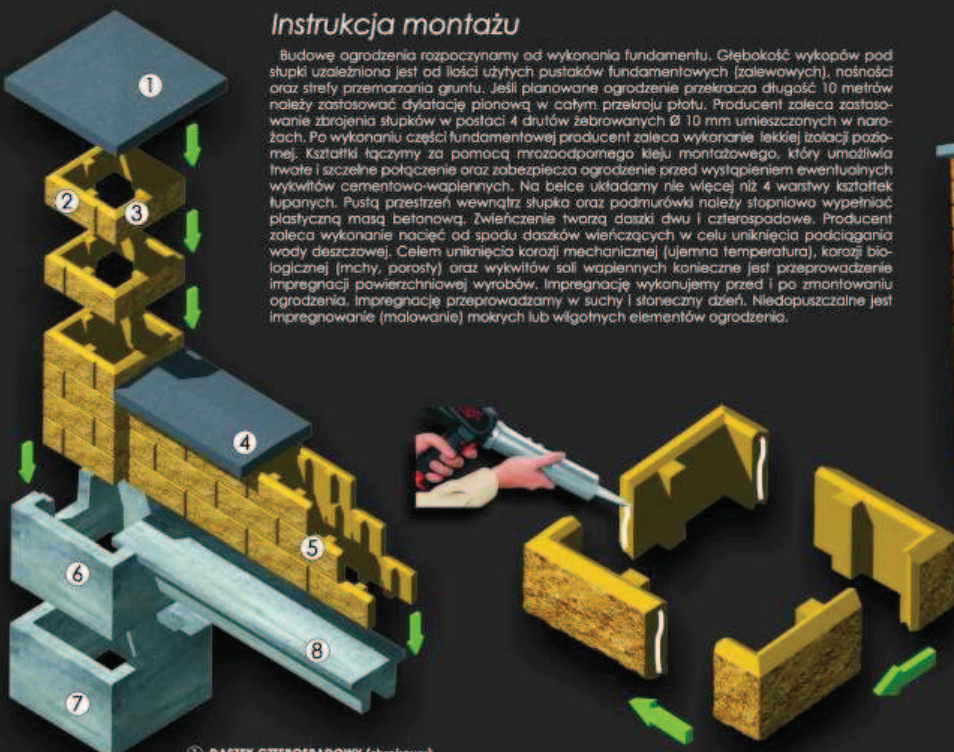 Instrukcja montażu
Budowę ogrodzenia rozpoczynamy od wykonania fundamentu. Głębokość wykopów pod
słupki uzależniona jest od ilości użytych pustaków fundamentowych (zalewowych), nośności
oraz strefy przemarzania gruntu. Jeśli planowane ogrodzenie przekracza długość 10 metrów
należy zastosować dylatację pionową w całym przekroju płotu. Producent zaleca zastoso-
wanie zbrojenia słupków w postaci 4 drutów żebrowanych Ø 10 mm umieszczonych w naro-
żach. Po wykonaniu części fundamentowej producent zaleca wykonanie lekkiej izolacji pozio-
mej. Kształtki łączymy za pomocą mrozoodpornego kleju montażowego, który umożliwia
trwałe i szczelne połączenie oraz zabezpiecza ogrodzenie przed wystąpieniem ewentualnych
wykwitów cementowo-wapiennych. Na belce układamy nie więcej niż 4 warstwy kształtek
łupanych. Pustą przestrzeń wewnątrz słupka oraz podmurówki należy stopniowo wypełniać
plastyczną masą betonową. Zwieńczenie tworzą daszki dwu i czterospadowe. Producent
zaleca wykonanie nacięć od spodu daszków wieńczących w celu uniknięcia podciągania
wody deszczowej. Celem uniknięcia korozji mechanicznej (ujemna temperatura), korozji bio-
logicznej (mchy, porosty) oraz wykwitów soli wapiennych konieczne jest przeprowadzenie
impregnacji powierzchniowej wyrobów. Impregnację wykonujemy przed i po zmontowaniu
ogrodzenia. Impregnację przeprowadzamy w suchy i słoneczny dzień. Niedopuszczalne jest
impregnowanie (malowanie) mokrych lub wilgotnych elementów ogrodzenia.
1
2
3
4
5
6
7
8
1 DASZEK CZTEROSPADOWY (słupkowy)